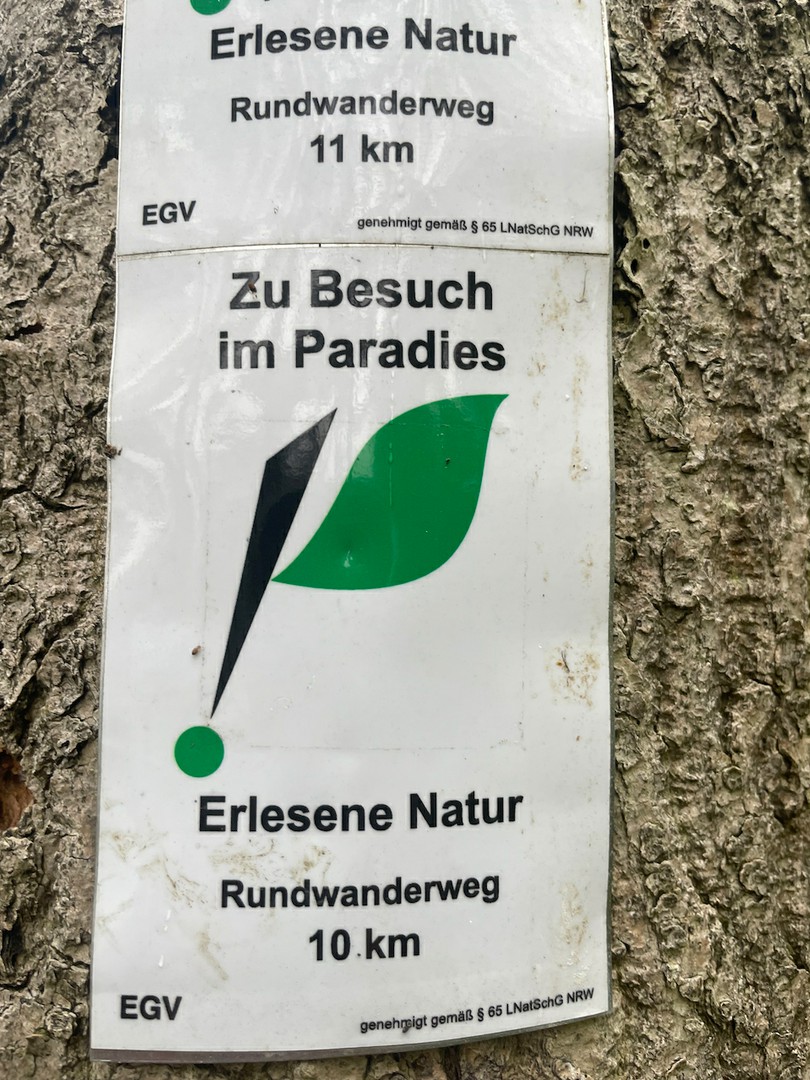 Erlesene Natur
Rundwanderweg
11 km
EGV
genehmigt gemäß § 65 LNatSchG NRW
Zu Besuch
im Paradies
Erlesene Natur
Rundwanderweg
10 km
EGV
genehmigt gemäß § 65 LNatSchG NRW